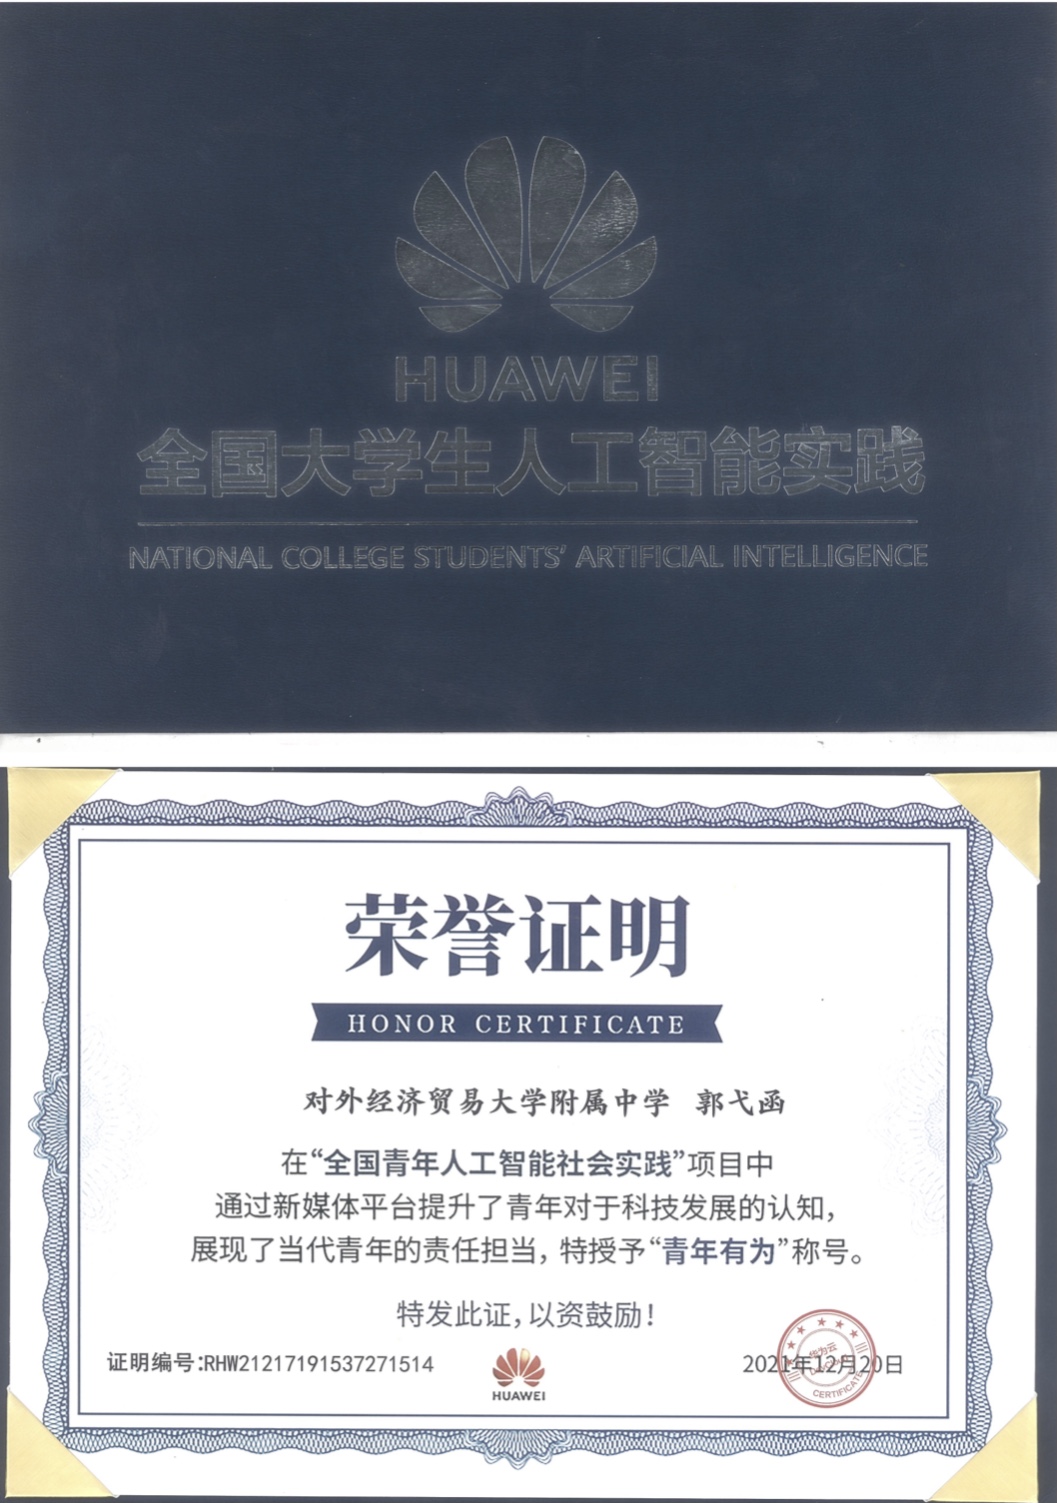 HUAWEI
全国大学生人工智能实践
NATIONAL COLLEGE STUDENTS' ARTIFICIAL INTELLIGENCE
荣誉证明
HONOR CERTIFICATE
对外经济贸易大学附属中学 郭弋函
在“全国青年人工智能社会实践”项目中
通过新媒体平台提升了青年对于科技发展的认知，
展现了当代青年的责任担当，特授予“青年有为”称号。
特发此证，以资鼓励！
证明编号:RHW21217191537271514
HUAWEI
2021年12月20日
华为云
CERTIFICATE